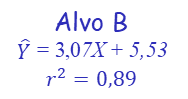 Alvo B
Ŷ = 3,07X + 5,53
r² = 0,89